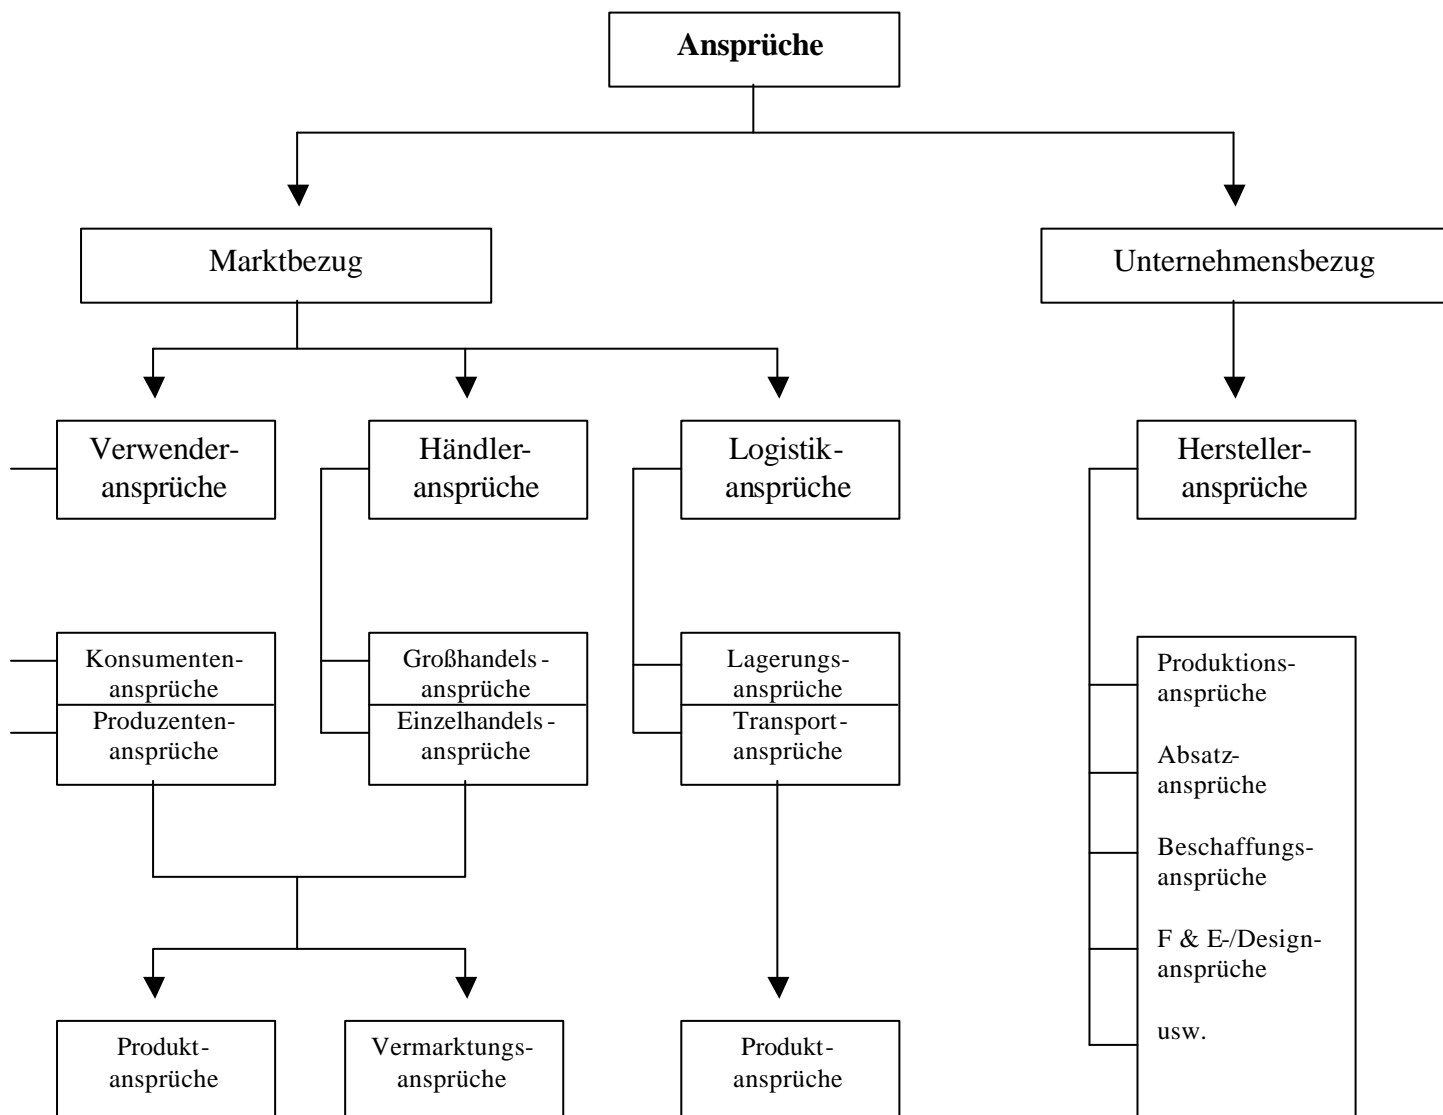 Ansprüche
Marktbezug
Unternehmensbezug
Verwender-
ansprüche
Händler-
ansprüche
Logistik-
ansprüche
Hersteller-
ansprüche
Konsumenten-
ansprüche
Produzenten-
ansprüche
Großhandels-
ansprüche
Einzelhandels-
ansprüche
Lagerungs-
ansprüche
Transport-
ansprüche
Produktions-
ansprüche
Absatz-
ansprüche
Beschaffungs-
ansprüche
F & E-/Design-
ansprüche
usw.
Produkt-
ansprüche
Vermarktungs-
ansprüche
Produkt-
ansprüche